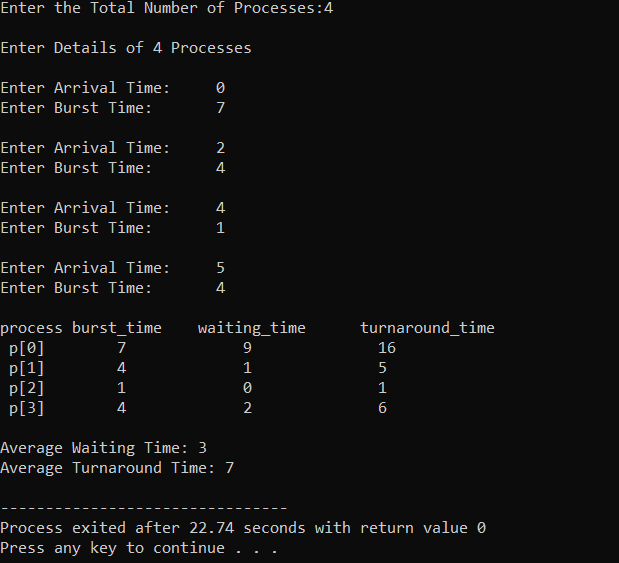 Enter the Total Number of Processes:4
Enter Details of 4 Processes
Enter Arrival Time: 0
Enter Burst Time: 7
Enter Arrival Time: 2
Enter Burst Time: 4
Enter Arrival Time: 4
Enter Burst Time: 1
Enter Arrival Time: 5
Enter Burst Time: 4
process burst_time waiting_time turnaround_time
p[0] 7 9 16
p[1] 4 1 5
p[2] 1 0 1
p[3] 4 2 6
Average Waiting Time: 3
Average Turnaround Time: 7
--------------------------------
Process exited after 22.74 seconds with return value 0
Press any key to continue . . .